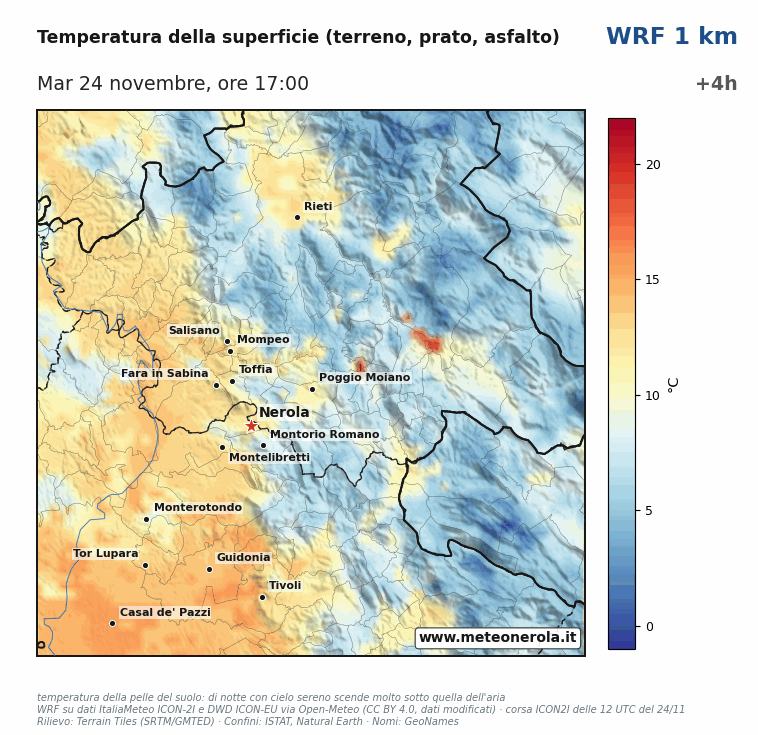 Temperatura della superficie (terreno, prato, asfalto)
WRF 1 km
Mar 24 novembre, ore 17:00
+4h
Rieti
Salisano
Mompeo
Fara in Sabina
Toffia
Poggio Moiano
Nerola
Montorio Romano
Montelibretti
Monterotondo
Tor Lupara
Guidonia
Tivoli
Casal de' Pazzi
www.meteonerola.it
20
15
10
5
0
°C
temperatura della pelle del suolo: di notte con cielo sereno scende molto sotto quella dell'aria
WRF su dati ItaliaMeteo ICON-2I e DWD ICON-EU via Open-Meteo (CC BY 4.0, dati modificati) · corsa ICON2I delle 12 UTC del 24/11
Rilievo: Terrain Tiles (SRTM/GMTED) · Confini: ISTAT, Natural Earth · Nomi: GeoNames